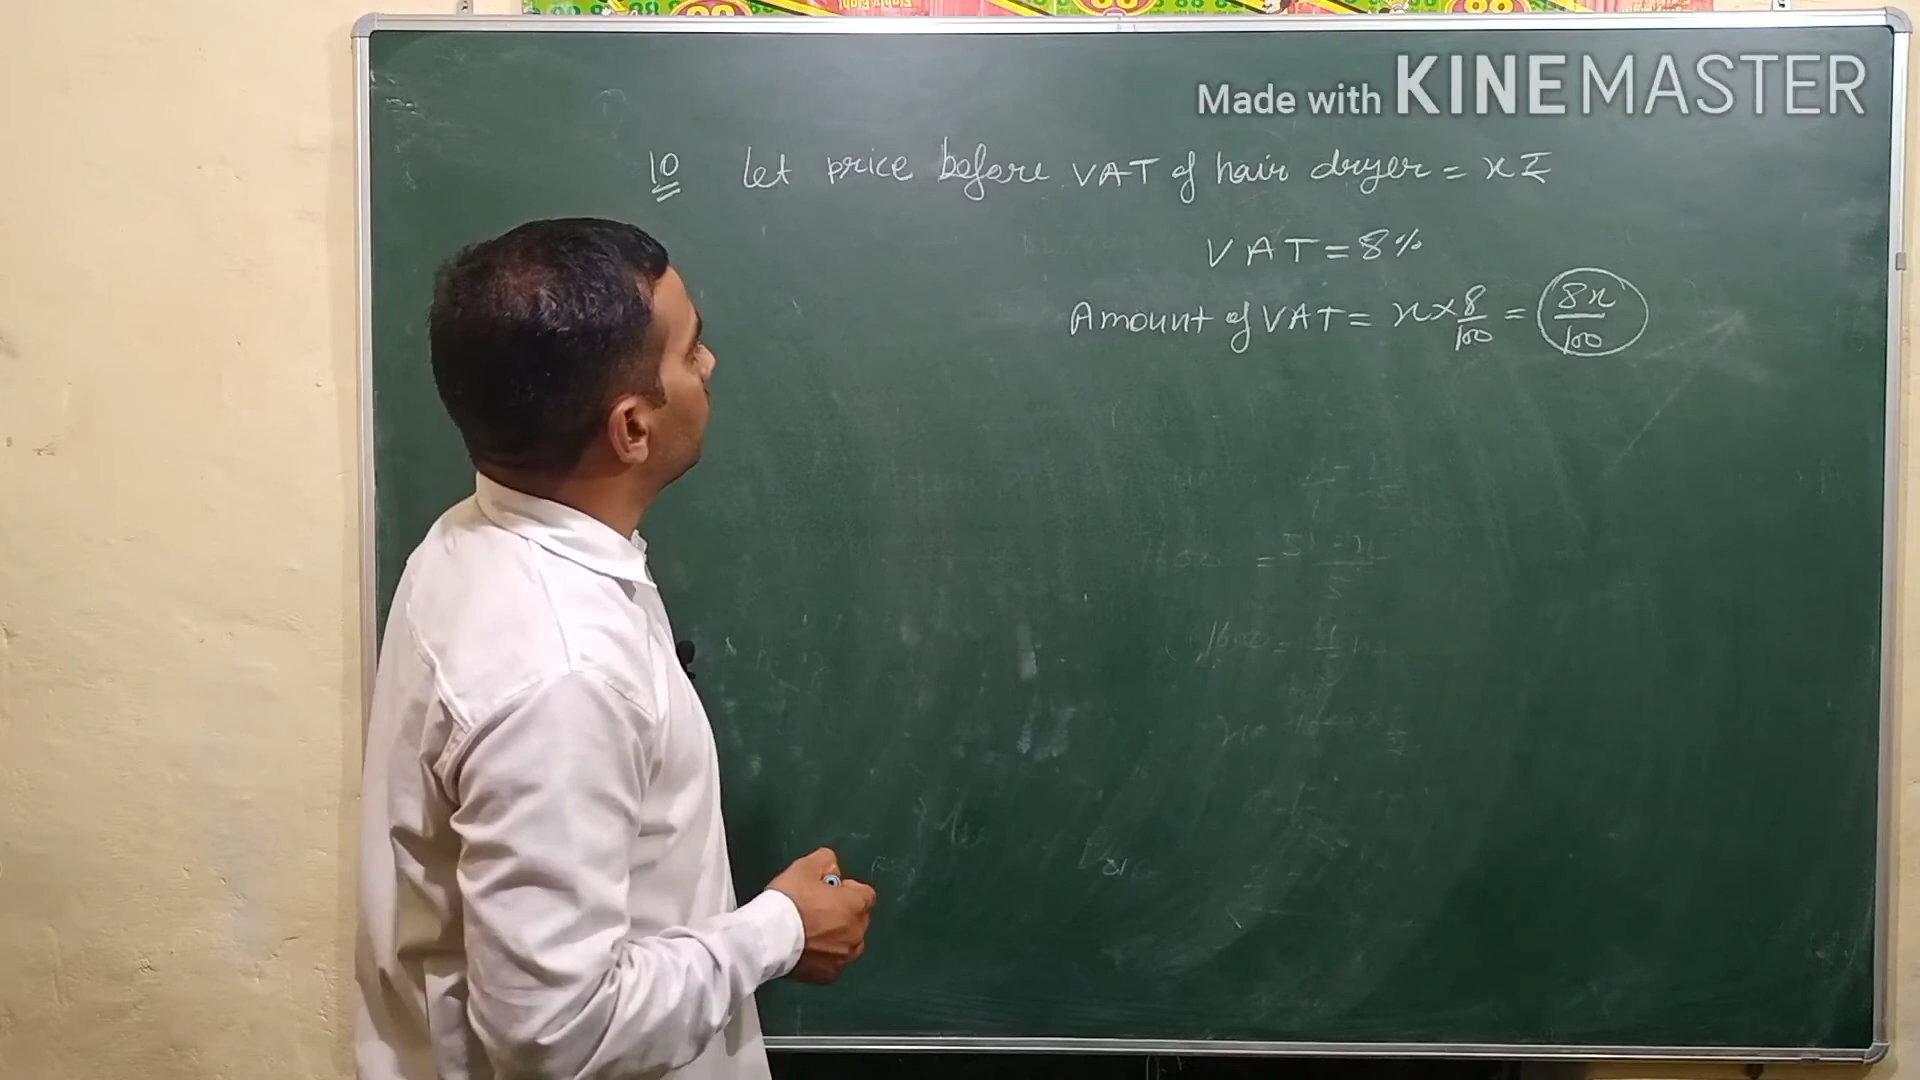 Made with KINEMASTER
10 Let price before VAT of hair dryer = x ₹
VAT = 8%
Amount of VAT = x × 8/100 = 8x/100